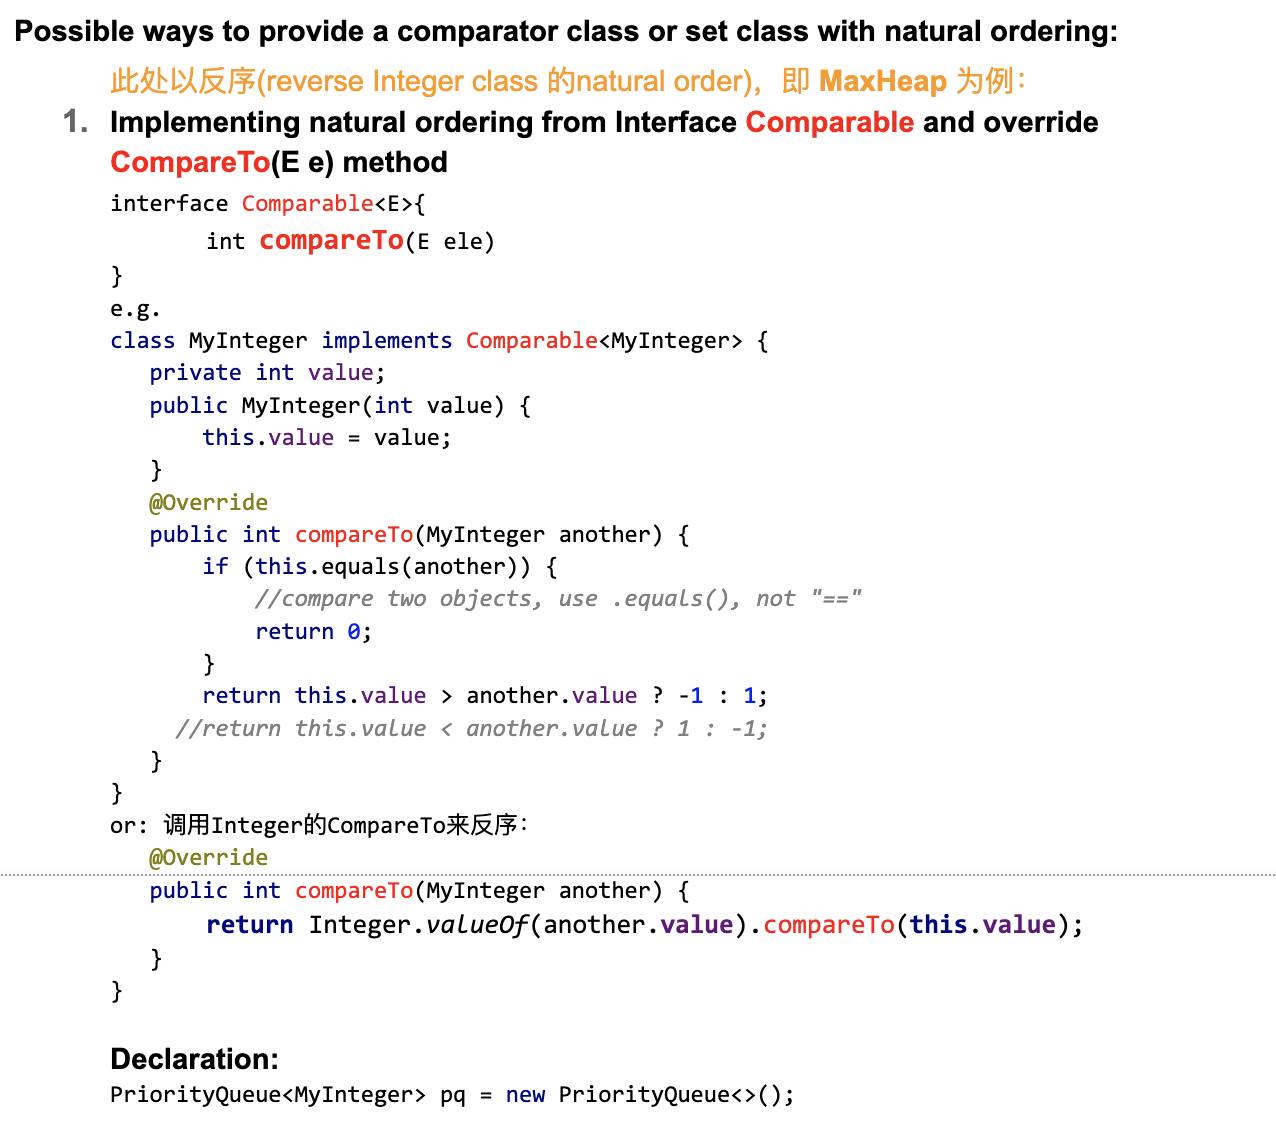 Possible ways to provide a comparator class or set class with natural ordering:
此处以反序(reverse Integer class 的natural order)，即 MaxHeap 为例：
1. Implementing natural ordering from Interface Comparable and override
CompareTo(E e) method
interface Comparable<E>{
int compareTo(E ele)
}
e.g.
class MyInteger implements Comparable<MyInteger> {
private int value;
public MyInteger(int value) {
this.value = value;
}
@Override
public int compareTo(MyInteger another) {
if (this.equals(another)) {
//compare two objects, use .equals(), not "=="
return 0;
}
return this.value > another.value ? -1 : 1;
//return this.value < another.value ? 1 : -1;
}
}
or: 调用Integer的CompareTo来反序：
@Override
public int compareTo(MyInteger another) {
return Integer.valueOf(another.value).compareTo(this.value);
}
}
Declaration:
PriorityQueue<MyInteger> pq = new PriorityQueue<>();